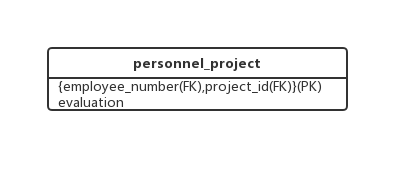 personnel_project
{employee_number(FK),project_id(FK)}(PK)
evaluation